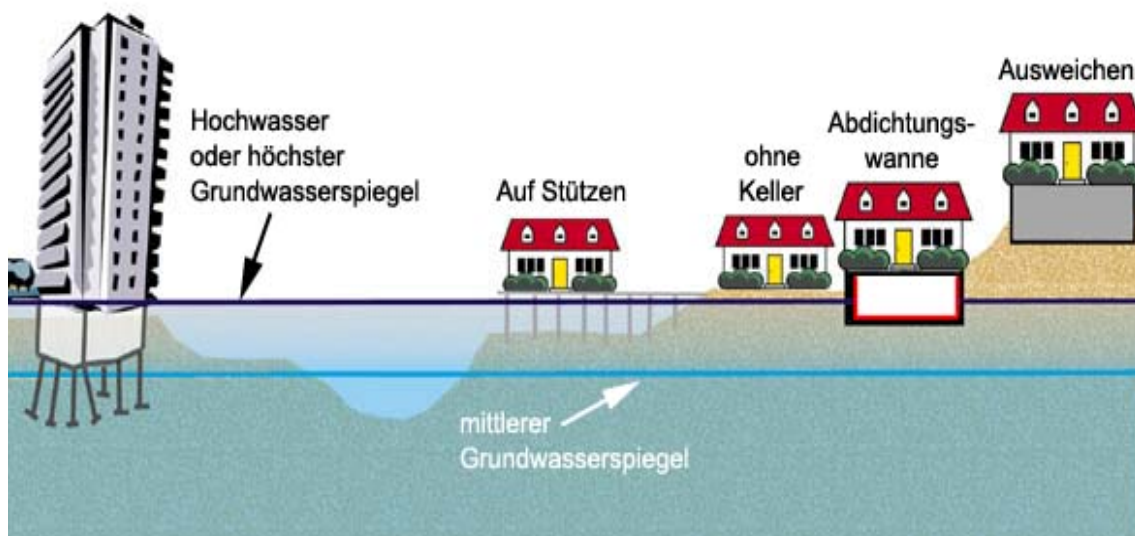 Hochwasser
oder höchster
Grundwasserspiegel
Auf Stützen
ohne
Keller
Abdichtungs-
wanne
Ausweichen
mittlerer
Grundwasserspiegel